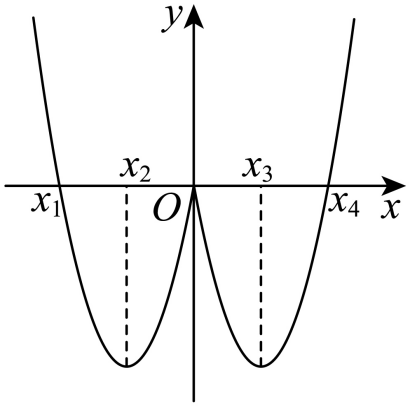 y
x₂ x₃
x₁ O x₄ x